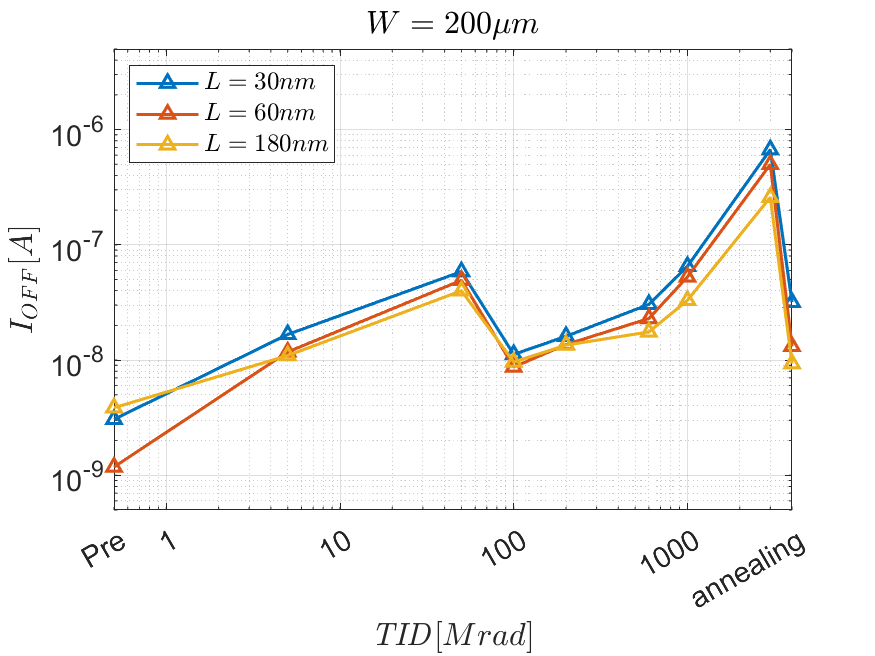 W = 200μm
L = 30nm
L = 60nm
L = 180nm
10^-6
10^-7
10^-8
10^-9
I_OFF[A]
Pre 1 10 100 1000 annealing
TID[Mrad]